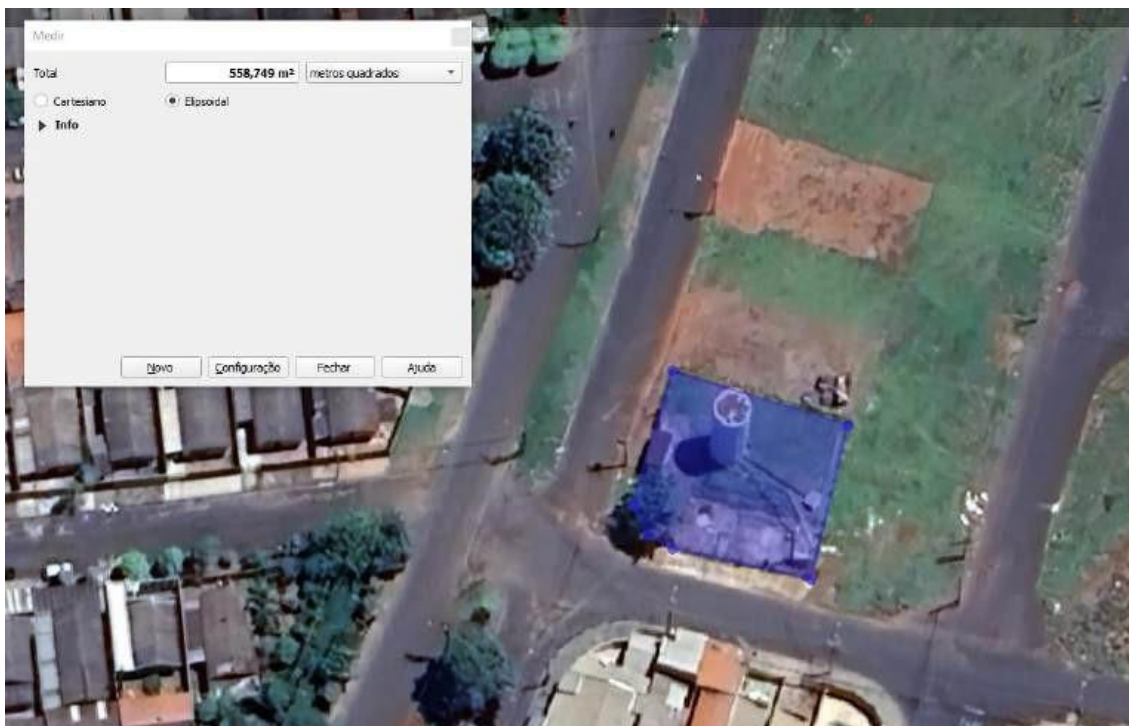 Medir
Total 558,749 m² metros quadrados
Cartesiano Elipsoidal
Info
Novo Configuração Fechar Ajuda